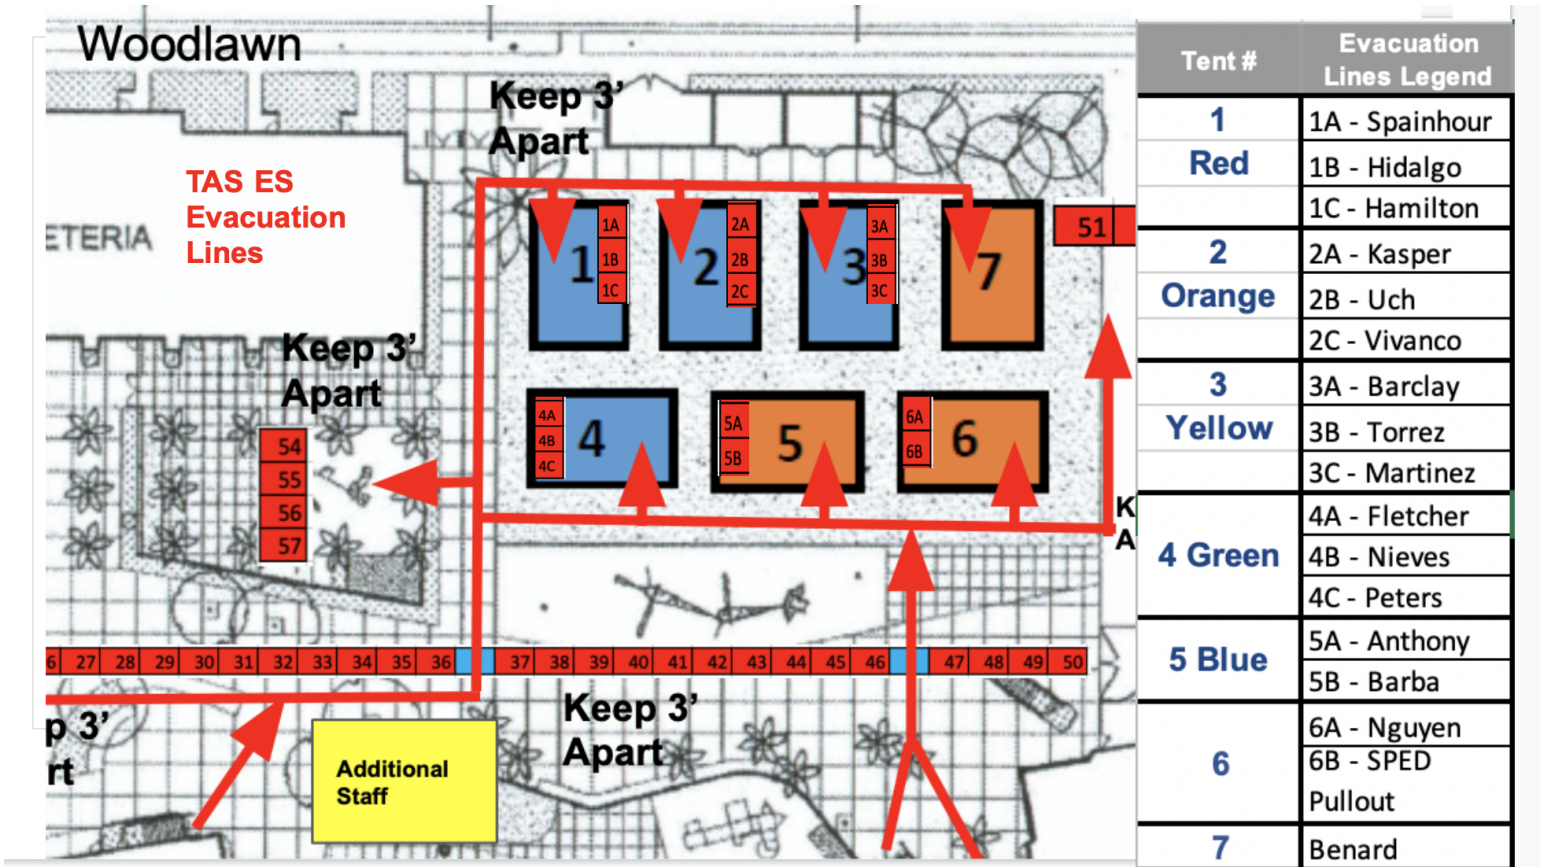 Woodlawn
Keep 3’
Apart
TAS ES
Evacuation
Lines
ETERIA
1A
1B
1C
1
2A
2B
2C
2
3A
3B
3C
3
7
51
Keep 3’
Apart
4A
4B
4C
4
5A
5B
5
6A
6B
6
54
55
56
57
K
A
6 27 28 29 30 31 32 33 34 35 36 37 38 39 40 41 42 43 44 45 46 47 48 49 50
p 3’
rt
Keep 3’
Apart
Additional
Staff
Tent #
Evacuation
Lines Legend
1
Red
1A - Spainhour
1B - Hidalgo
1C - Hamilton
2
Orange
2A - Kasper
2B - Uch
2C - Vivanco
3
Yellow
3A - Barclay
3B - Torrez
3C - Martinez
4 Green
4A - Fletcher
4B - Nieves
4C - Peters
5 Blue
5A - Anthony
5B - Barba
6
6A - Nguyen
6B - SPED
Pullout
7
Benard